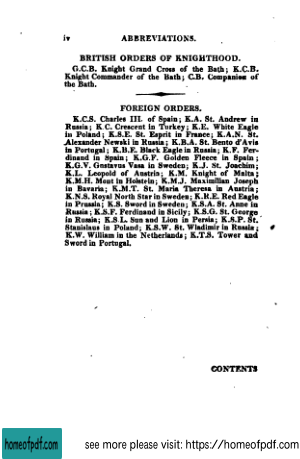 iv ABBREVIATIONS.
BRITISH ORDERS OF KNIGHTHOOD.
G.C.B. Knight Grand Cross of the Bath; K.C.B.
Knight Commander of the Bath; C.B. Companion of
the Bath.
FOREIGN ORDERS.
K.C.S. Charles III. of Spain; K.A. St. Andrew in
Russia; K C. Crescent in Turkey; K.E. White Eagle
in Poland; K.S.E. St. Esprit in France; K.A.N. St.
Alexander Newski in Russia; K.B.A. St. Bento d'Avis
in Portugal; K.B.E. Black Eagle in Russia; K.F. Fer-
dinand in Spain; K.G.F. Golden Fleece in Spain;
K.G.V. Gustavus Vasa in Sweden; K.J. St. Joachim;
K.L. Leopold of Austria; K.M. Knight of Malta;
K.M.H. Merit in Holstein; K.M.J. Maximilian Joseph
in Bavaria; K.M.T. St. Maria Theresa in Austria;
K.N.S. Royal North Star in Sweden; K.R.E. Red Eagle
in Prussia; K.S. Sword in Sweden; K.S.A. St. Anne in
Russia; K.S.F. Ferdinand in Sicily; K.S.G. St. George
in Russia; K.S.L. Sun and Lion in Persia; K.S.P. St.
Stanislaus in Poland; K.S.W. St. Wladimir in Russia;
K.W. William in the Netherlands; K.T.S. Tower and
Sword in Portugal.
CONTENTS
homeofpdf.com
see more please visit: https://homeofpdf.com